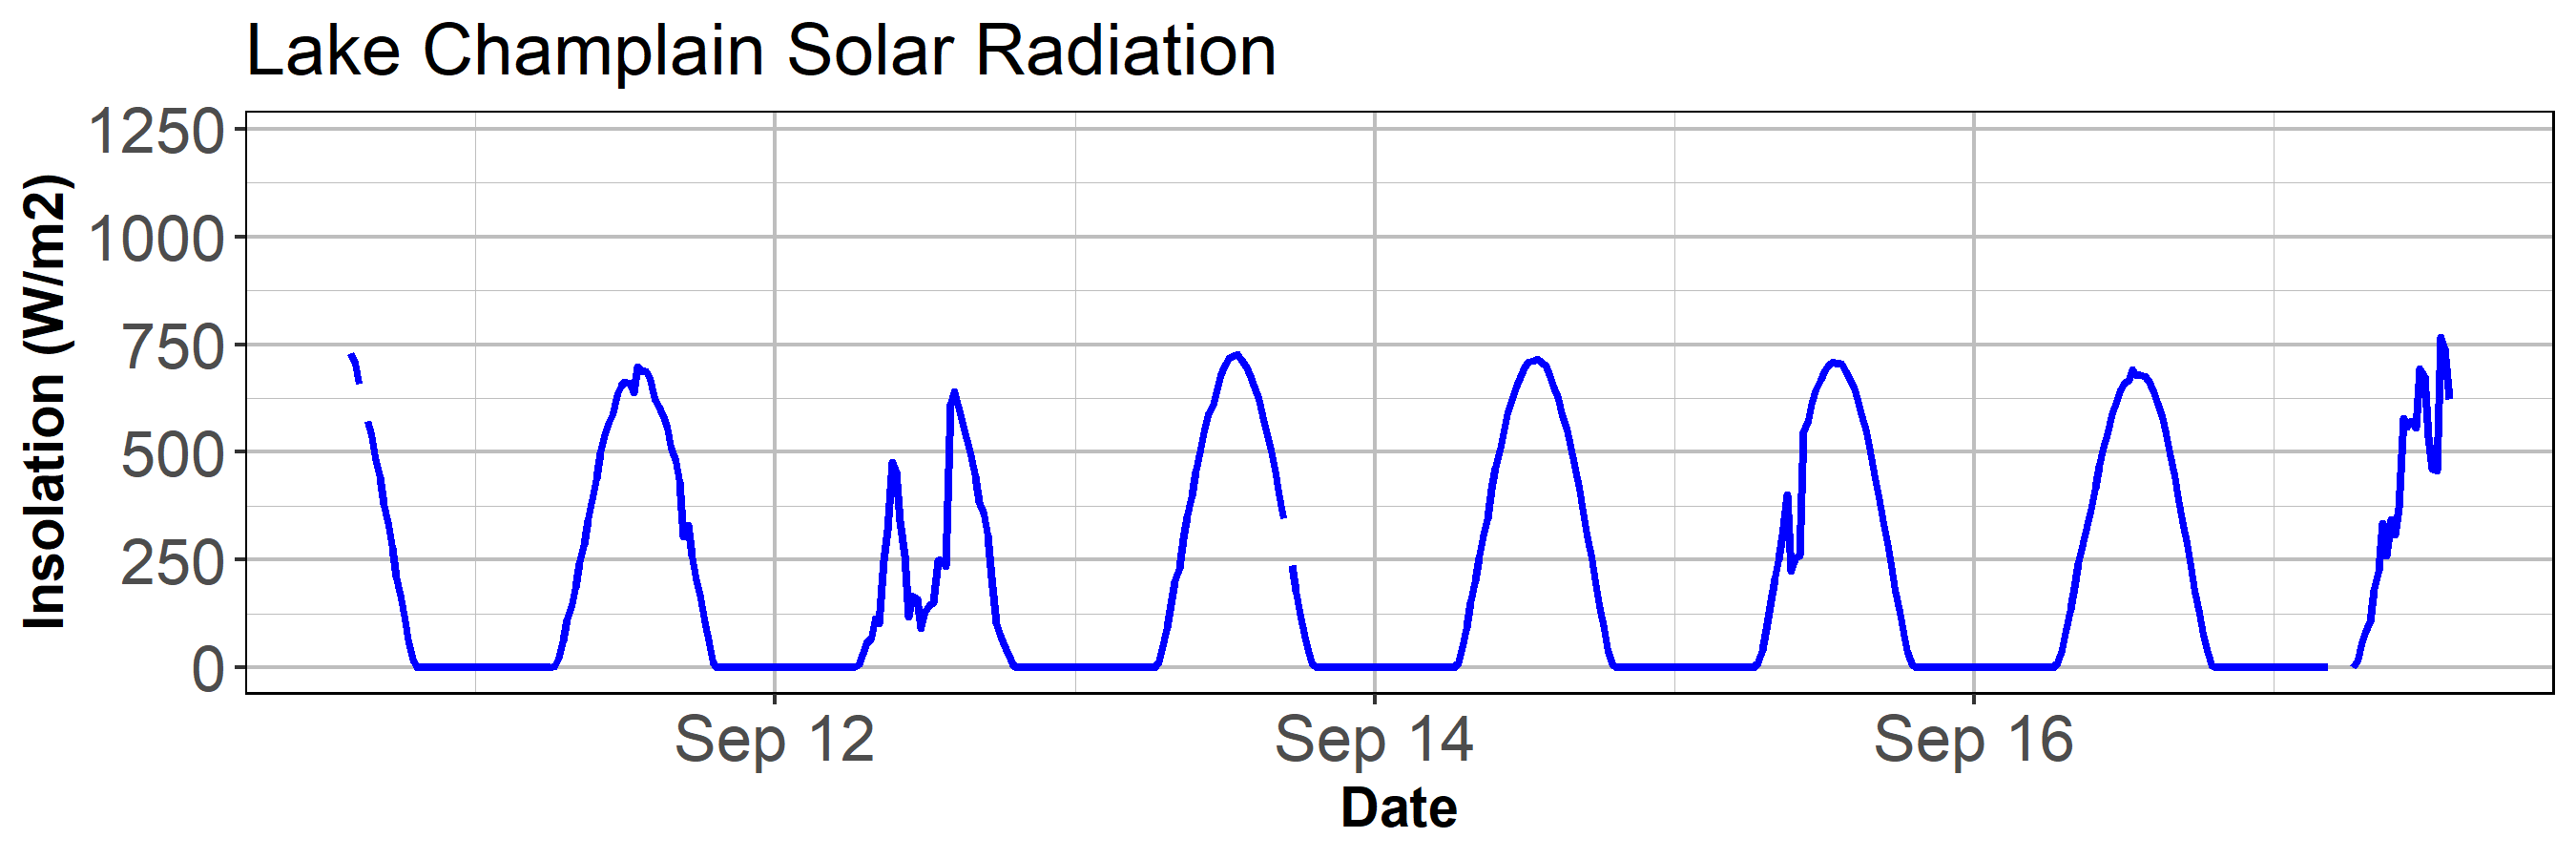 Lake Champlain Solar Radiation
1250
1000
750
500
250
0
Insolation (W/m2)
Sep 12 Sep 14 Sep 16
Date